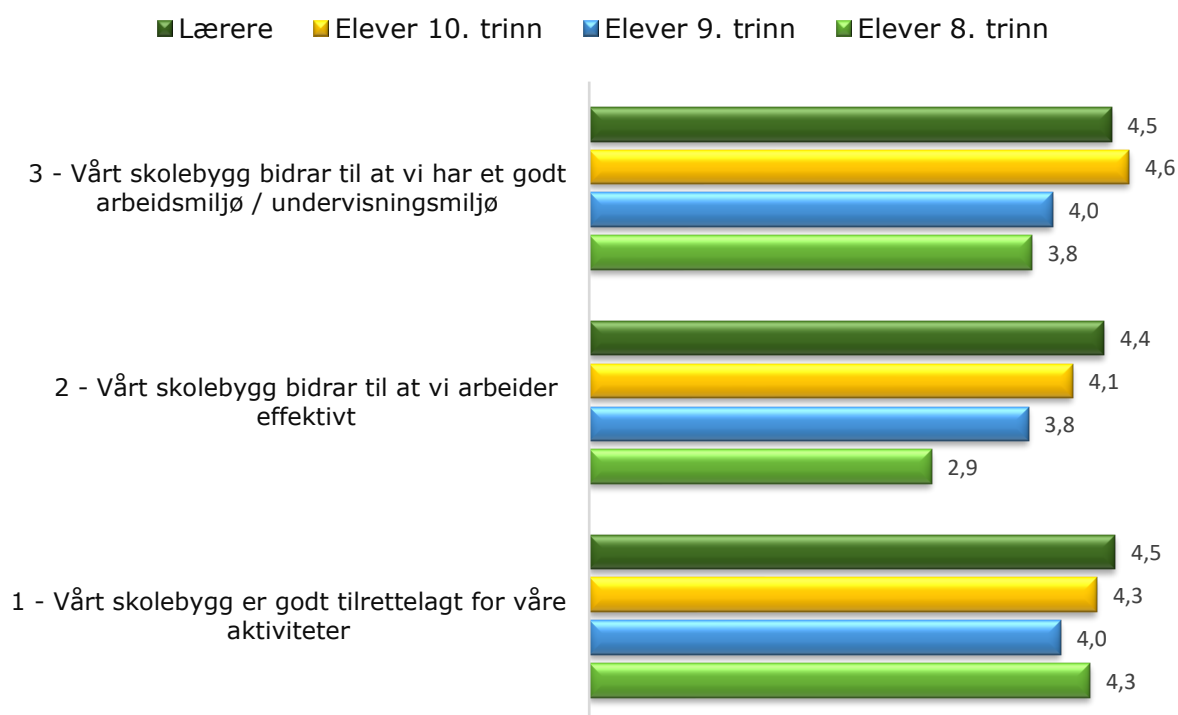 Lærere Elever 10. trinn Elever 9. trinn Elever 8. trinn
3 - Vårt skolebygg bidrar til at vi har et godt
arbeidsmiljø / undervisningsmiljø
4,5
4,6
4,0
3,8
2 - Vårt skolebygg bidrar til at vi arbeider
effektivt
4,4
4,1
3,8
2,9
1 - Vårt skolebygg er godt tilrettelagt for våre
aktiviteter
4,5
4,3
4,0
4,3